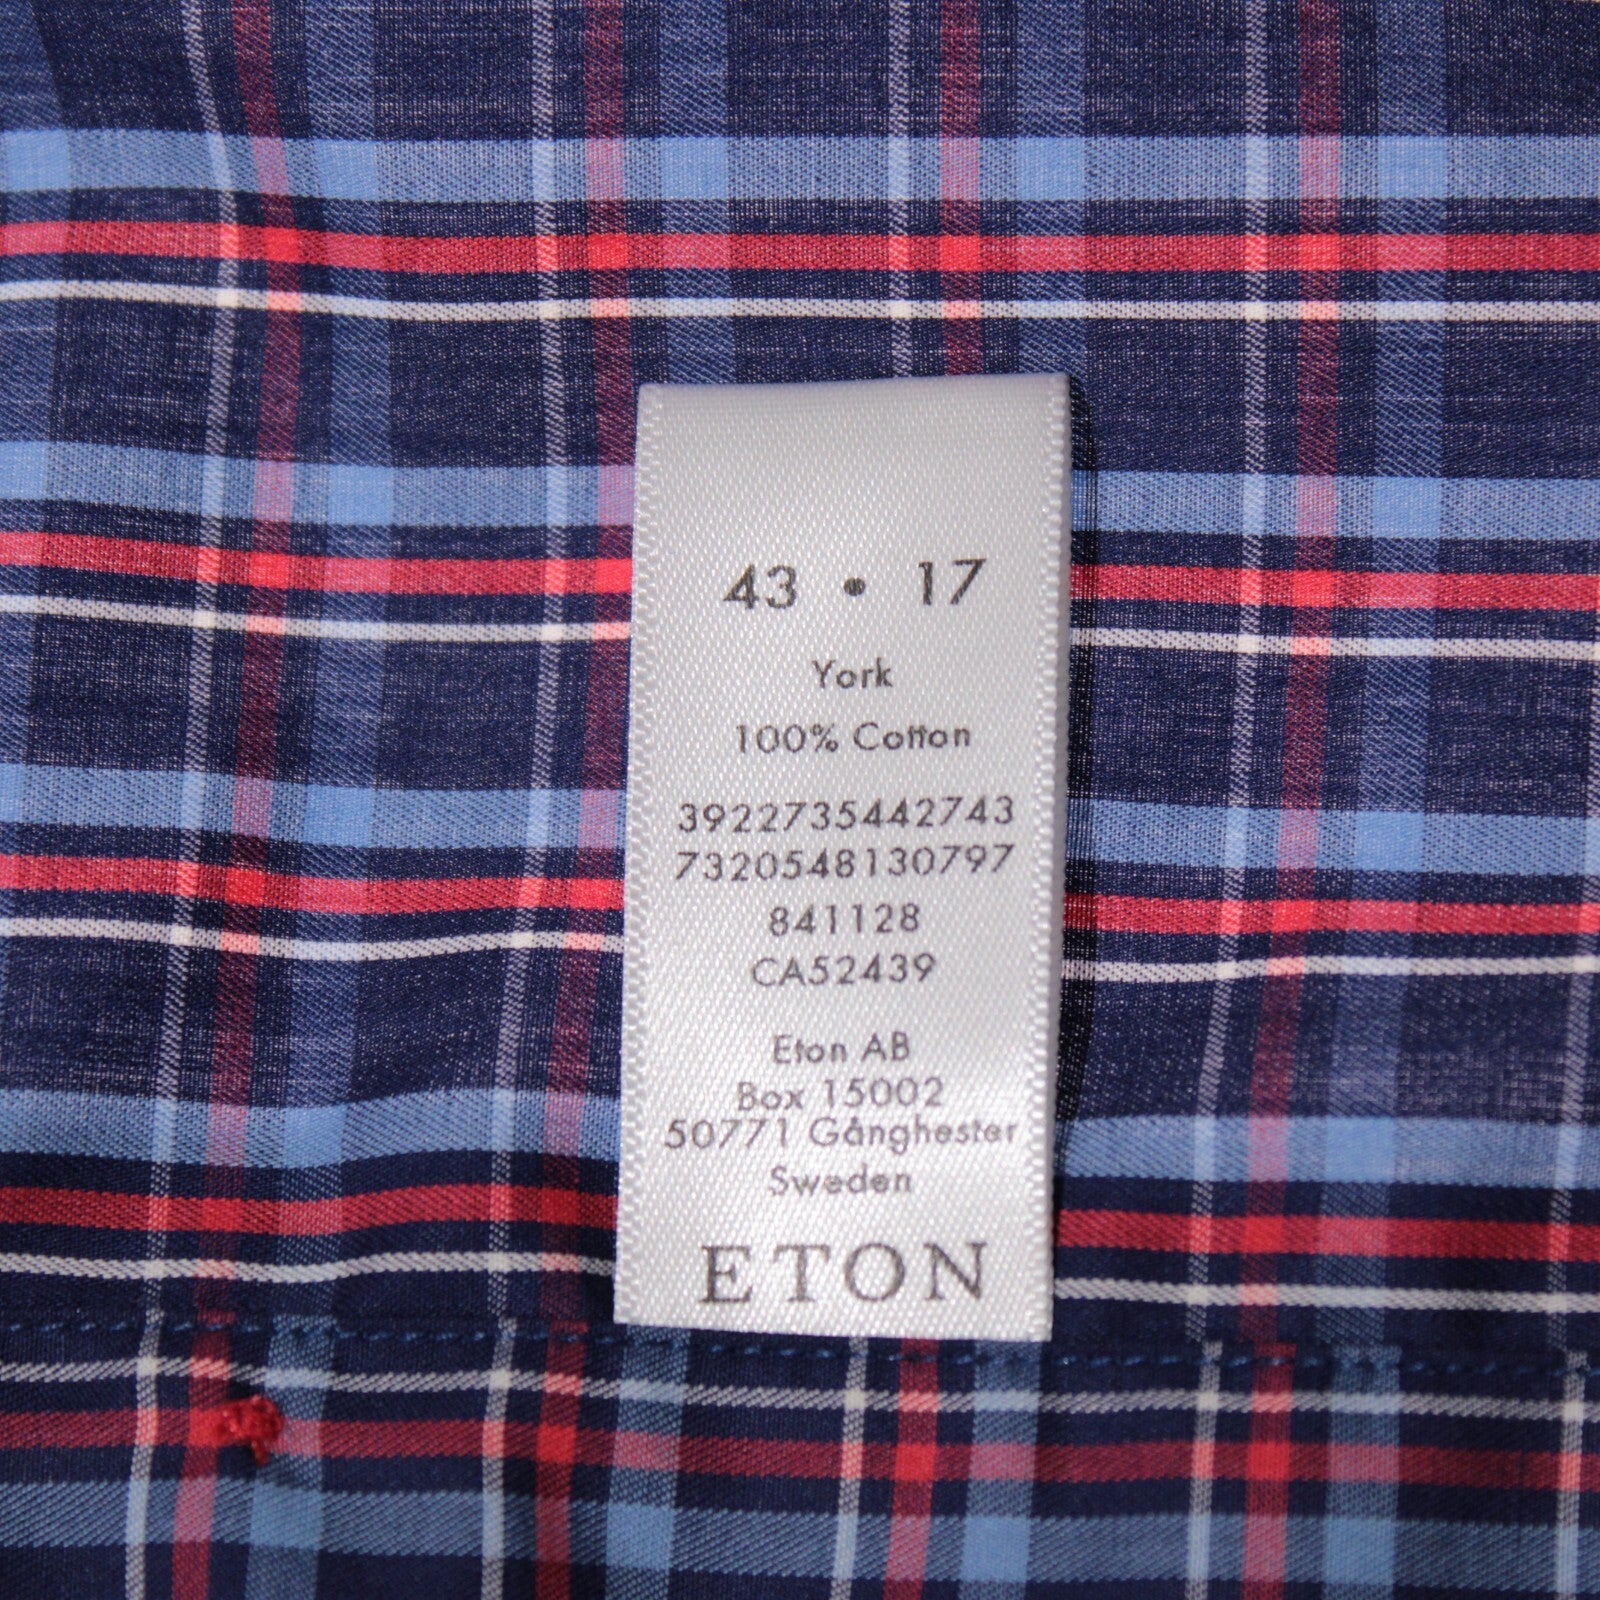 43 • 17
York
100% Cotton
3922735442743
7320548130797
841128
CA52439
Eton AB
Box 15002
50771 Gånghester
Sweden
ETON